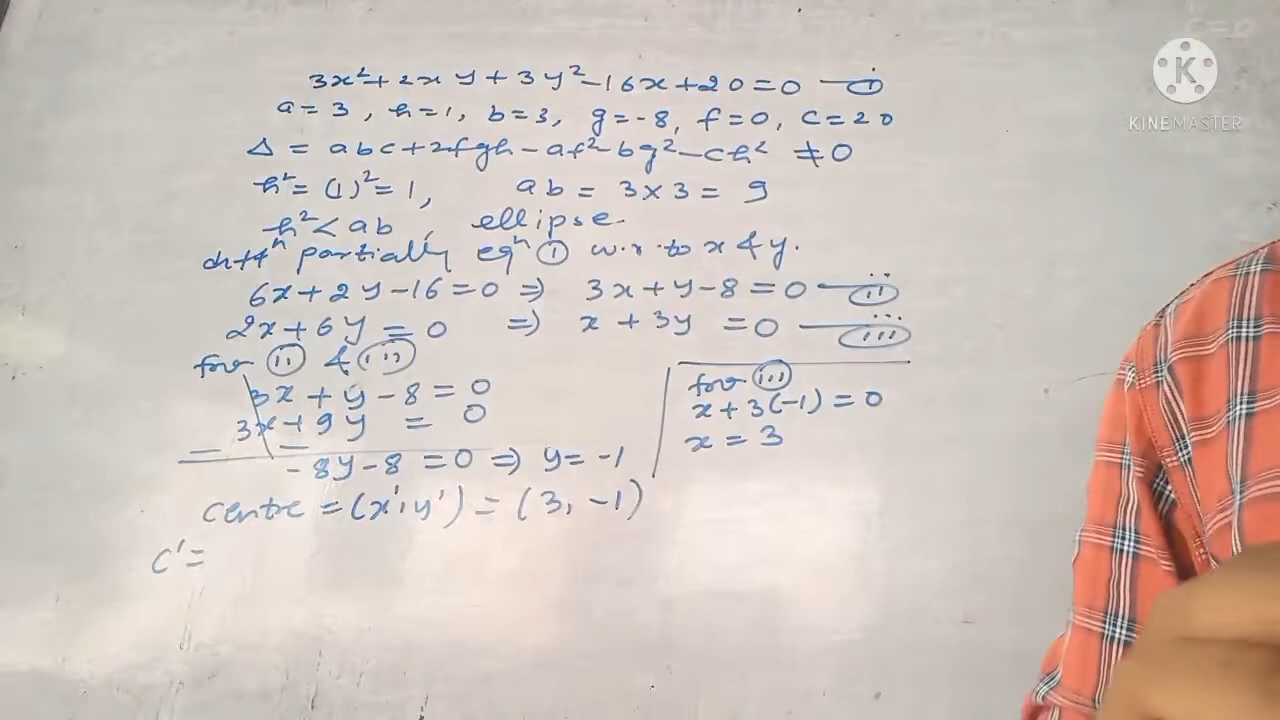 C=0
3x²+2xy+3y²-16x+20=0 — (i)
a=3, h=1, b=3, g=-8, f=0, c=20
Δ = abc+2fgh-af²-bg²-ch² ≠0
h²=(1)²=1, ab = 3×3 = 9
h²<ab, ellipse.
diffⁿ partially eqⁿ (i) w.r.to x & y.
6x+2y-16=0 ⇒ 3x+y-8=0 — (ii)
2x+6y=0 ⇒ x+3y =0 — (iii)
for (ii) & (iii)
3x+y-8=0
3x+9y = 0
-8y-8=0 ⇒ y=-1
for (iii)
x+3(-1)=0
x=3
centre =(x',y')=(3,-1)
c'=
K
KINEMASTER